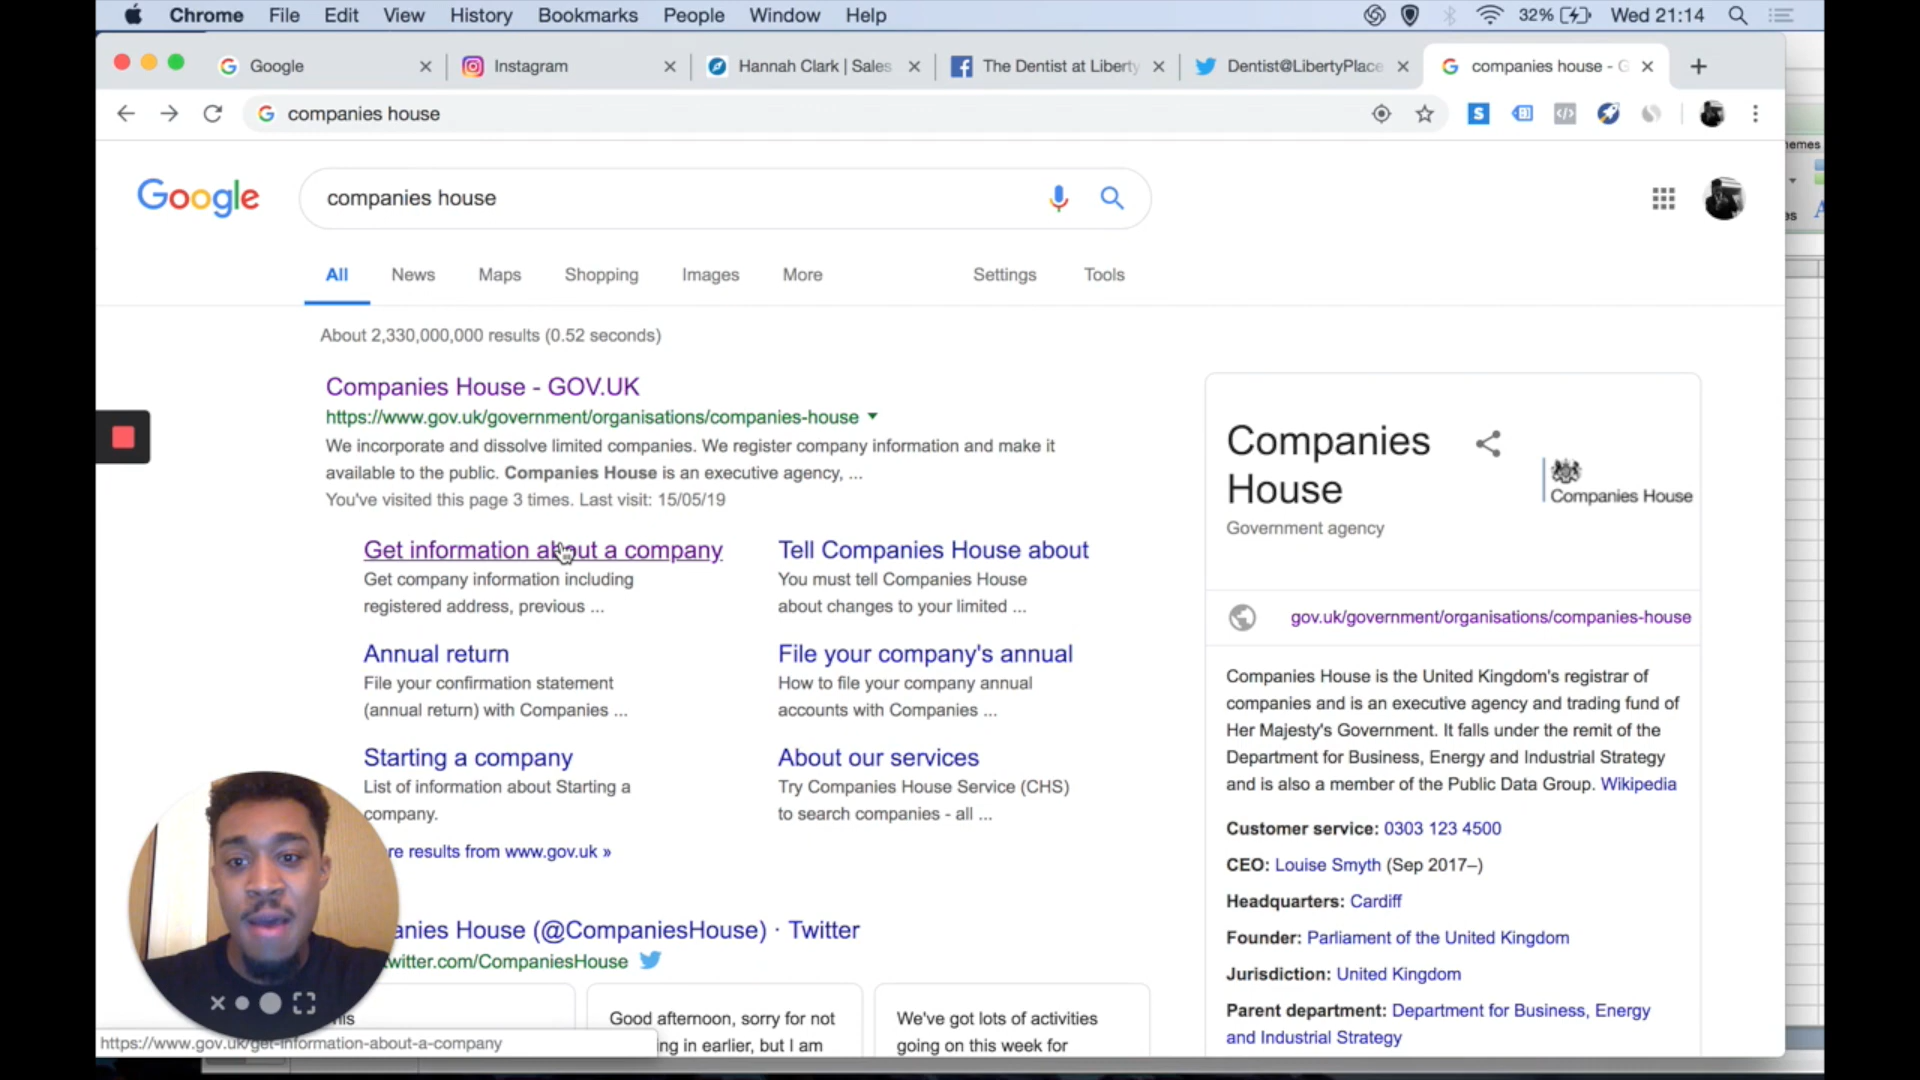 Chrome File Edit View History Bookmarks People Window Help 32% Wed 21:14
Google Instagram Hannah Clark | Sales The Dentist at Liberty Dentist@LibertyPlace companies house - G
companies house
emes
es
Google companies house
All News Maps Shopping Images More Settings Tools
About 2,330,000,000 results (0.52 seconds)
Companies House - GOV.UK
https://www.gov.uk/government/organisations/companies-house
We incorporate and dissolve limited companies. We register company information and make it
available to the public. Companies House is an executive agency, ...
You've visited this page 3 times. Last visit: 15/05/19
Get information about a company
Get company information including
registered address, previous ...
Tell Companies House about
You must tell Companies House
about changes to your limited ...
Annual return
File your confirmation statement
(annual return) with Companies ...
File your company's annual
How to file your company annual
accounts with Companies ...
Starting a company
List of information about Starting a
company.
About our services
Try Companies House Service (CHS)
to search companies - all ...
re results from www.gov.uk »
anies House (@CompaniesHouse) · Twitter
witter.com/CompaniesHouse
his
Good afternoon, sorry for not
ng in earlier, but I am
We've got lots of activities
going on this week for
https://www.gov.uk/get-information-about-a-company
Companies
House
Government agency
Companies House
gov.uk/government/organisations/companies-house
Companies House is the United Kingdom's registrar of
companies and is an executive agency and trading fund of
Her Majesty's Government. It falls under the remit of the
Department for Business, Energy and Industrial Strategy
and is also a member of the Public Data Group. Wikipedia
Customer service: 0303 123 4500
CEO: Louise Smyth (Sep 2017–)
Headquarters: Cardiff
Founder: Parliament of the United Kingdom
Jurisdiction: United Kingdom
Parent department: Department for Business, Energy
and Industrial Strategy